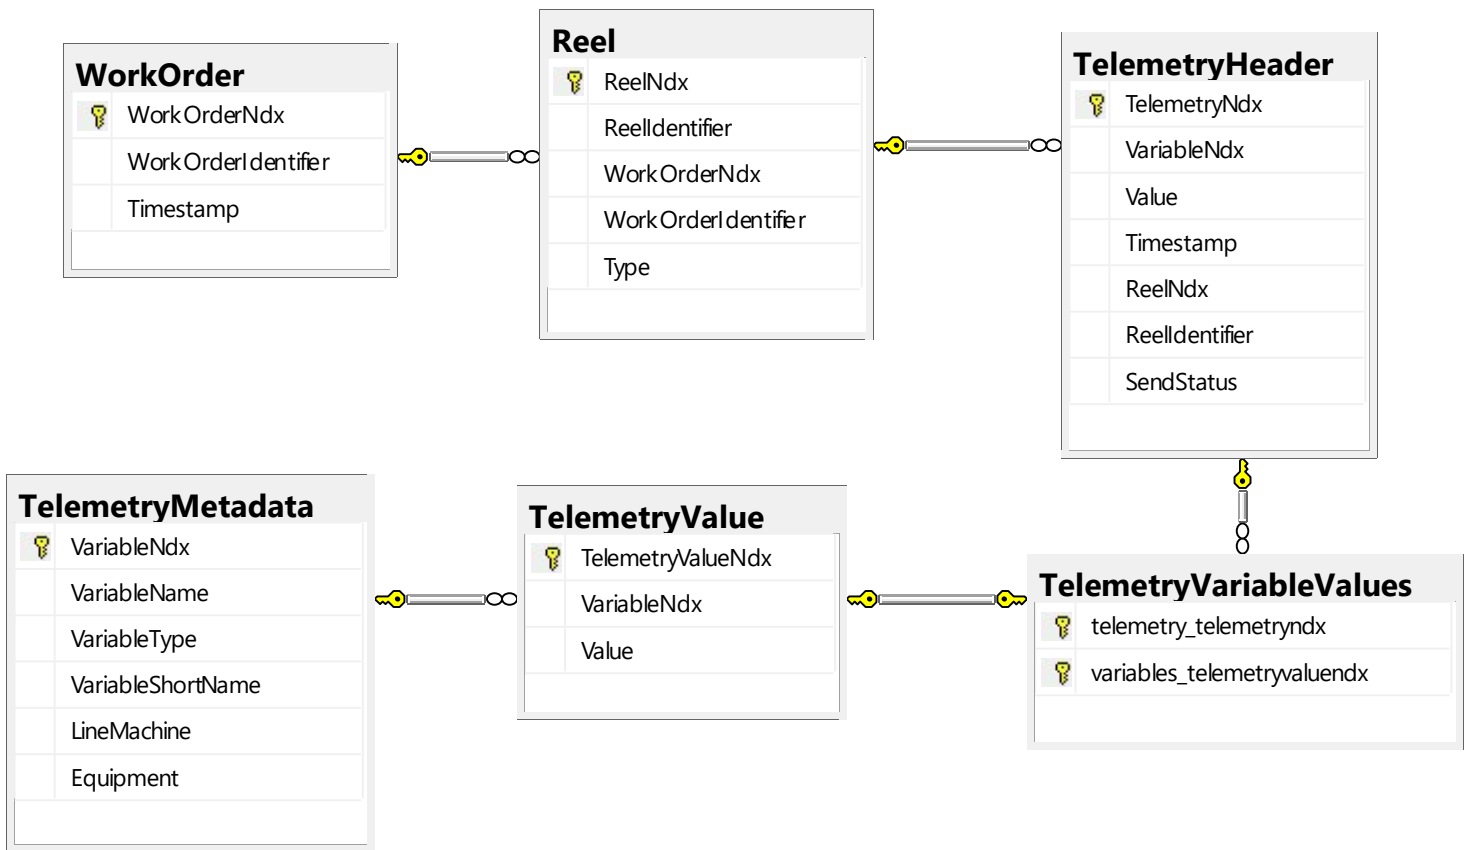 WorkOrder
WorkOrderNdx
WorkOrderIdentifier
Timestamp
Reel
ReelNdx
ReelIdentifier
WorkOrderNdx
WorkOrderIdentifier
Type
TelemetryHeader
TelemetryNdx
VariableNdx
Value
Timestamp
ReelNdx
ReelIdentifier
SendStatus
TelemetryMetadata
VariableNdx
VariableName
VariableType
VariableShortName
LineMachine
Equipment
TelemetryValue
TelemetryValueNdx
VariableNdx
Value
TelemetryVariableValues
telemetry_telemetryndx
variables_telemetryvaluendx